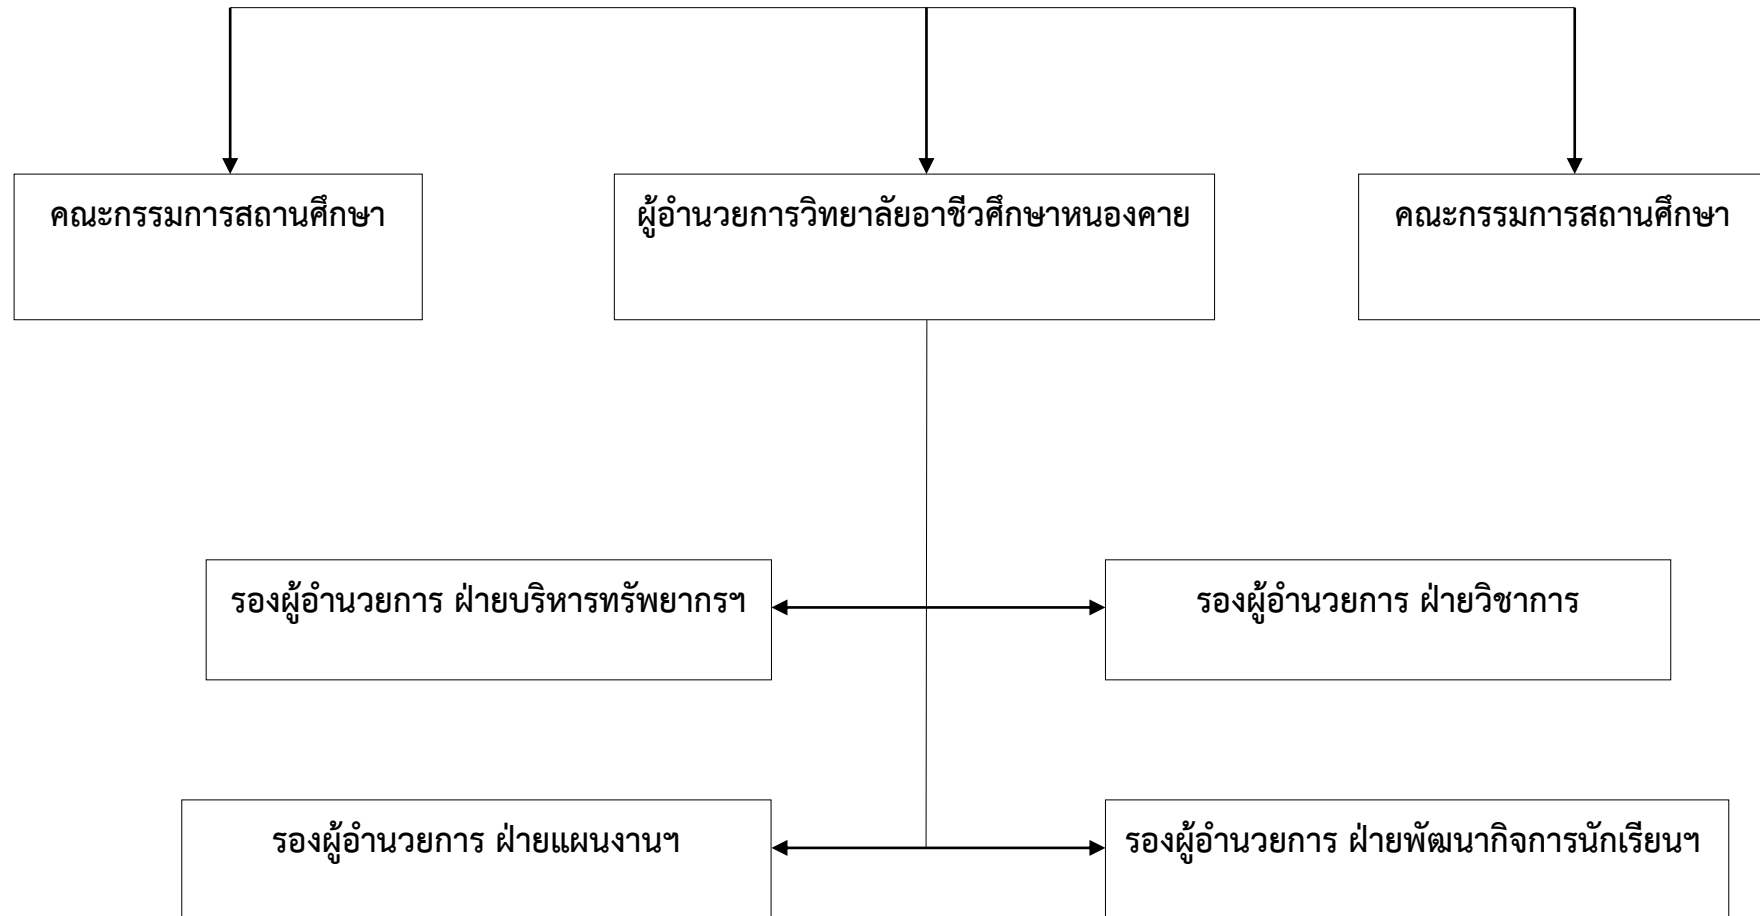 คณะกรรมการสถานศึกษา
ผู้อำนวยการวิทยาลัยอาชีวศึกษาหนองคาย
คณะกรรมการสถานศึกษา
รองผู้อำนวยการ ฝ่ายบริหารทรัพยากรฯ
รองผู้อำนวยการ ฝ่ายวิชาการ
รองผู้อำนวยการ ฝ่ายแผนงานฯ
รองผู้อำนวยการ ฝ่ายพัฒนากิจการนักเรียนฯ